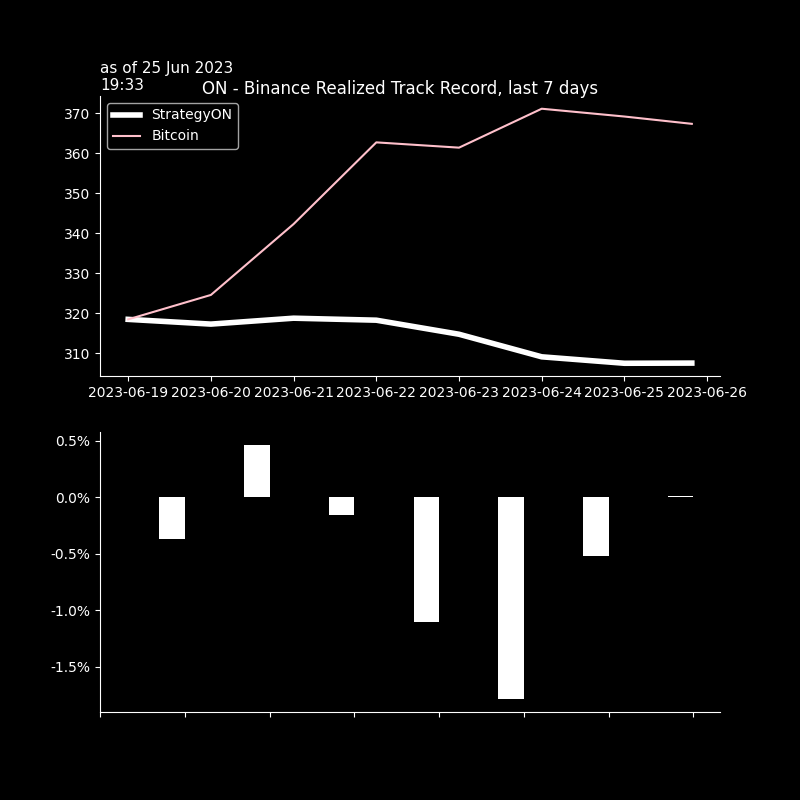 as of 25 Jun 2023
19:33
ON - Binance Realized Track Record, last 7 days
StrategyON
Bitcoin
370
360
350
340
330
320
310
2023-06-19 2023-06-20 2023-06-21 2023-06-22 2023-06-23 2023-06-24 2023-06-25 2023-06-26
0.5%
0.0%
-0.5%
-1.0%
-1.5%